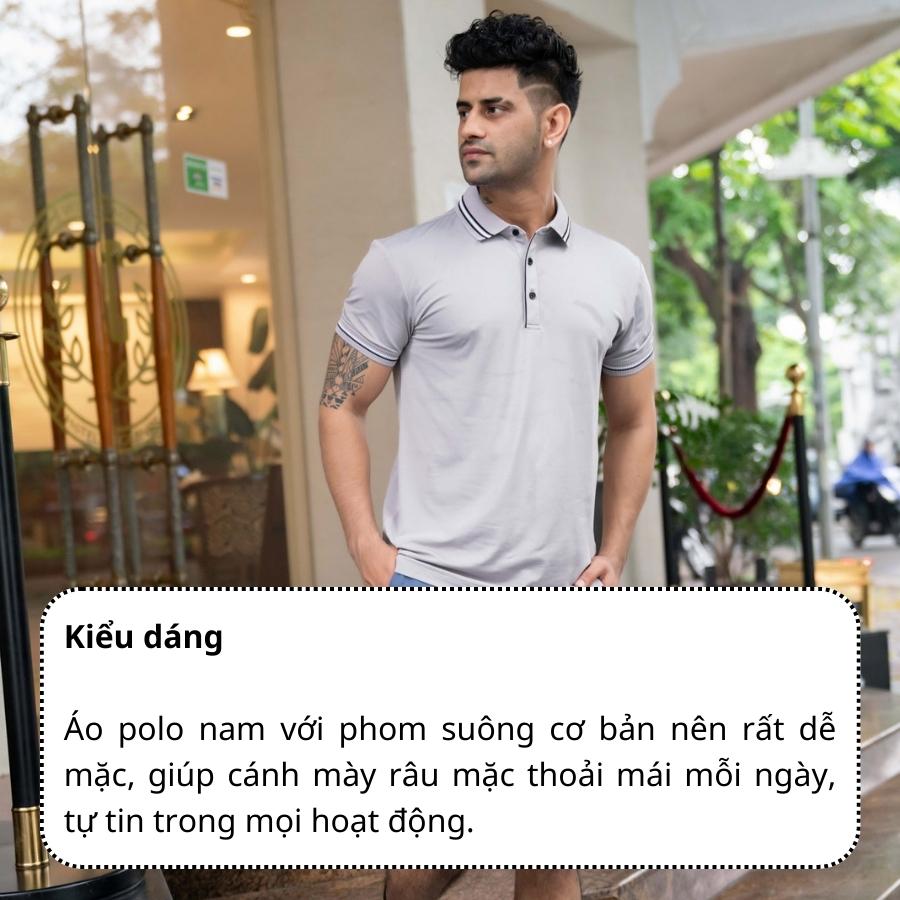 Kiểu dáng
Áo polo nam với phom suông cơ bản nên rất dễ
mặc, giúp cánh mày râu mặc thoải mái mỗi ngày,
tự tin trong mọi hoạt động.